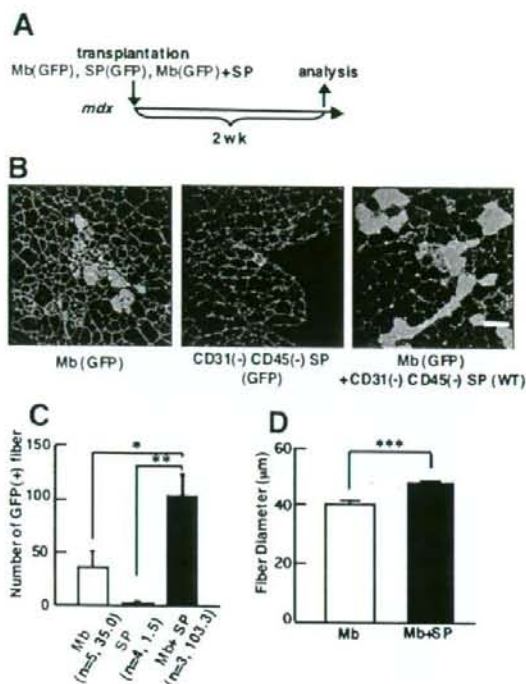 A
transplantation
Mb(GFP), SP(GFP), Mb(GFP)+SP
analysis
mdx
2 wk
B
Mb (GFP)
CD31(-) CD45(-) SP
(GFP)
Mb (GFP)
+CD31(-) CD45(-) SP (WT)
C
Number of GFP(+) fiber
150
100
50
0
*
**
Mb
(n=5, 35.0)
SP
(n=4, 1.5)
Mb+ SP
(n=3, 103.3)
D
Fiber Diameter (μm)
60
40
20
0
***
Mb
Mb+SP